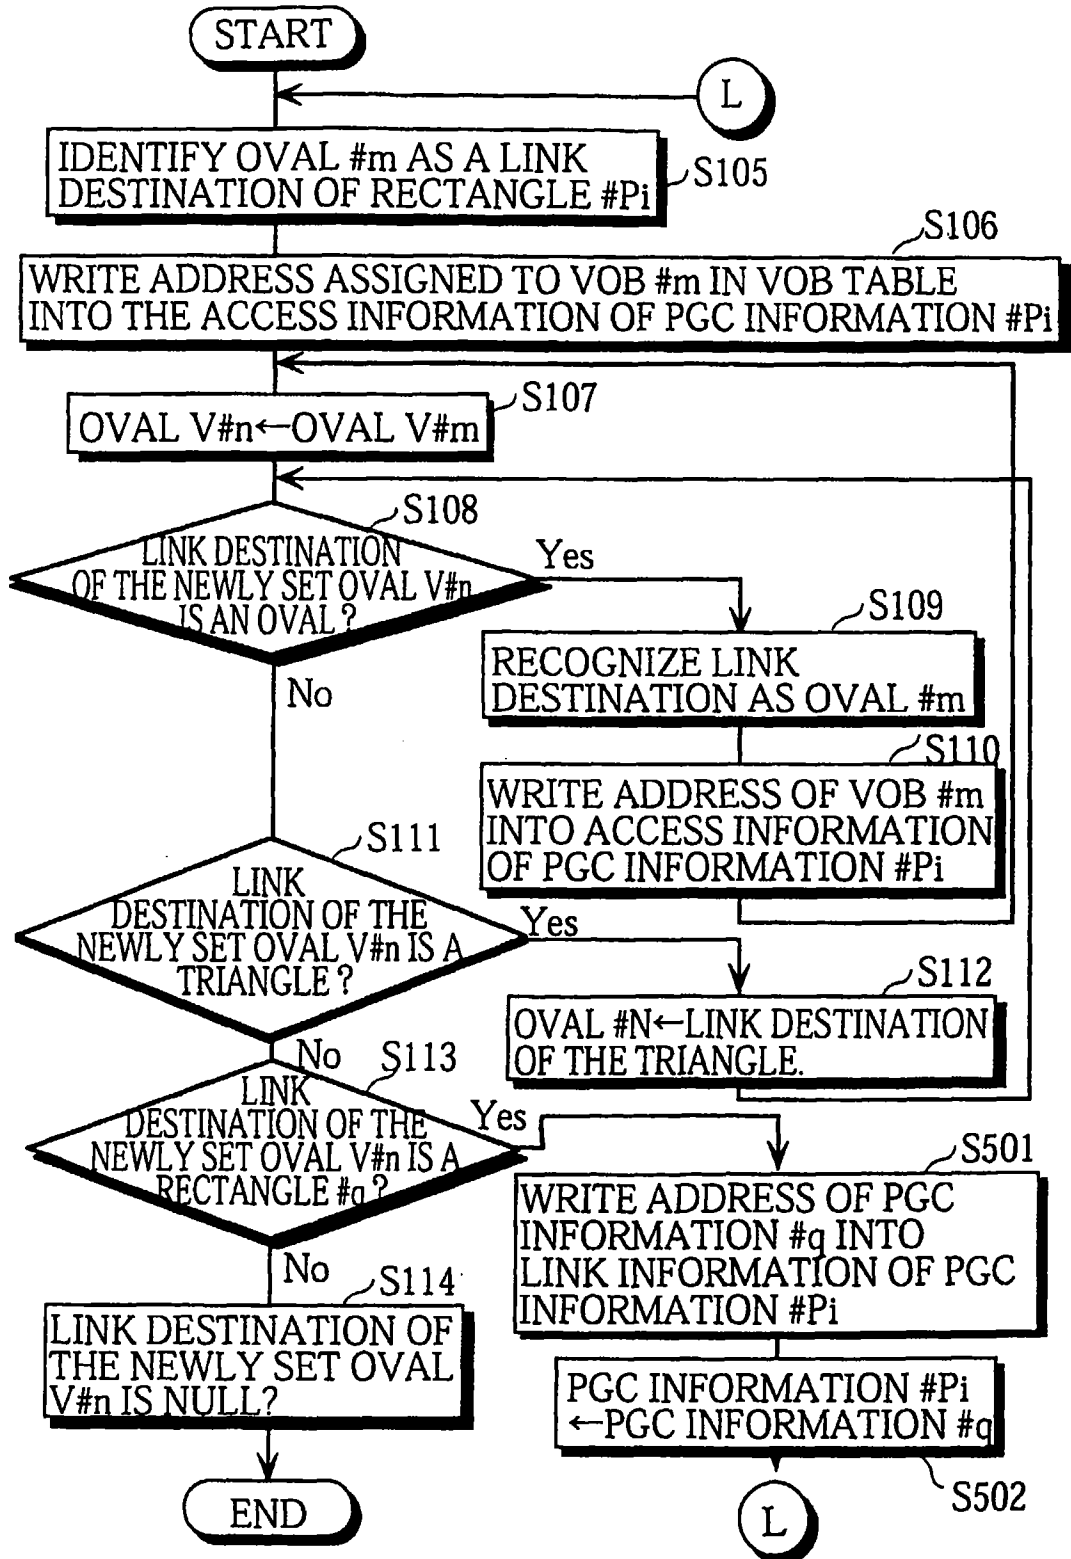 START
L
IDENTIFY OVAL #m AS A LINK
DESTINATION OF RECTANGLE #Pi
S105
S106
WRITE ADDRESS ASSIGNED TO VOB #m IN VOB TABLE
INTO THE ACCESS INFORMATION OF PGC INFORMATION #Pi
S107
OVAL V#n←OVAL V#m
S108
LINK DESTINATION
OF THE NEWLY SET OVAL V#n
IS AN OVAL?
Yes
No
S109
RECOGNIZE LINK
DESTINATION AS OVAL #m
S110
WRITE ADDRESS OF VOB #m
INTO ACCESS INFORMATION
OF PGC INFORMATION #Pi
S111
LINK
DESTINATION OF THE
NEWLY SET OVAL V#n IS A
TRIANGLE?
Yes
No
S112
OVAL #N←LINK DESTINATION
OF THE TRIANGLE.
S113
LINK
DESTINATION OF THE
NEWLY SET OVAL V#n IS A
RECTANGLE #q?
Yes
No
S501
WRITE ADDRESS OF PGC
INFORMATION #q INTO
LINK INFORMATION OF PGC
INFORMATION #Pi
S114
LINK DESTINATION OF
THE NEWLY SET OVAL
V#n IS NULL?
PGC INFORMATION #Pi
←PGC INFORMATION #q
S502
END
L